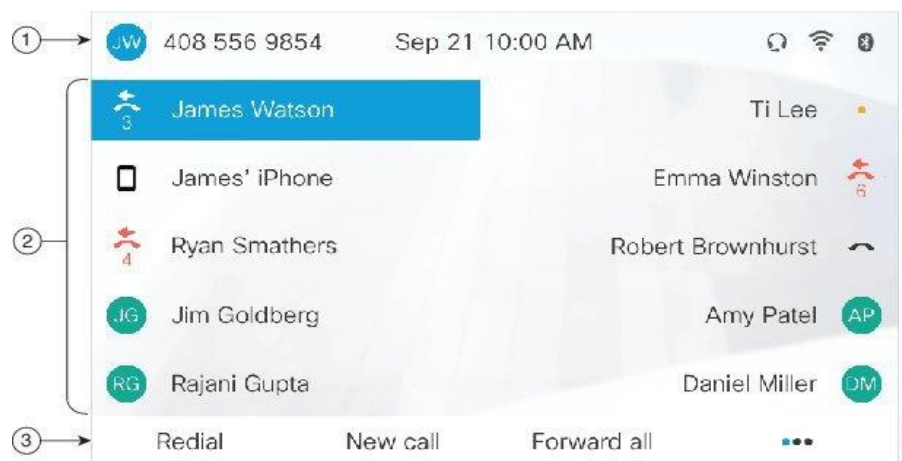 1 JW 408 556 9854 Sep 21 10:00 AM
3 James Watson Ti Lee
James' iPhone Emma Winston 6
2
4 Ryan Smathers Robert Brownhurst
JG Jim Goldberg Amy Patel AP
RG Rajani Gupta Daniel Miller DM
3 Redial New call Forward all